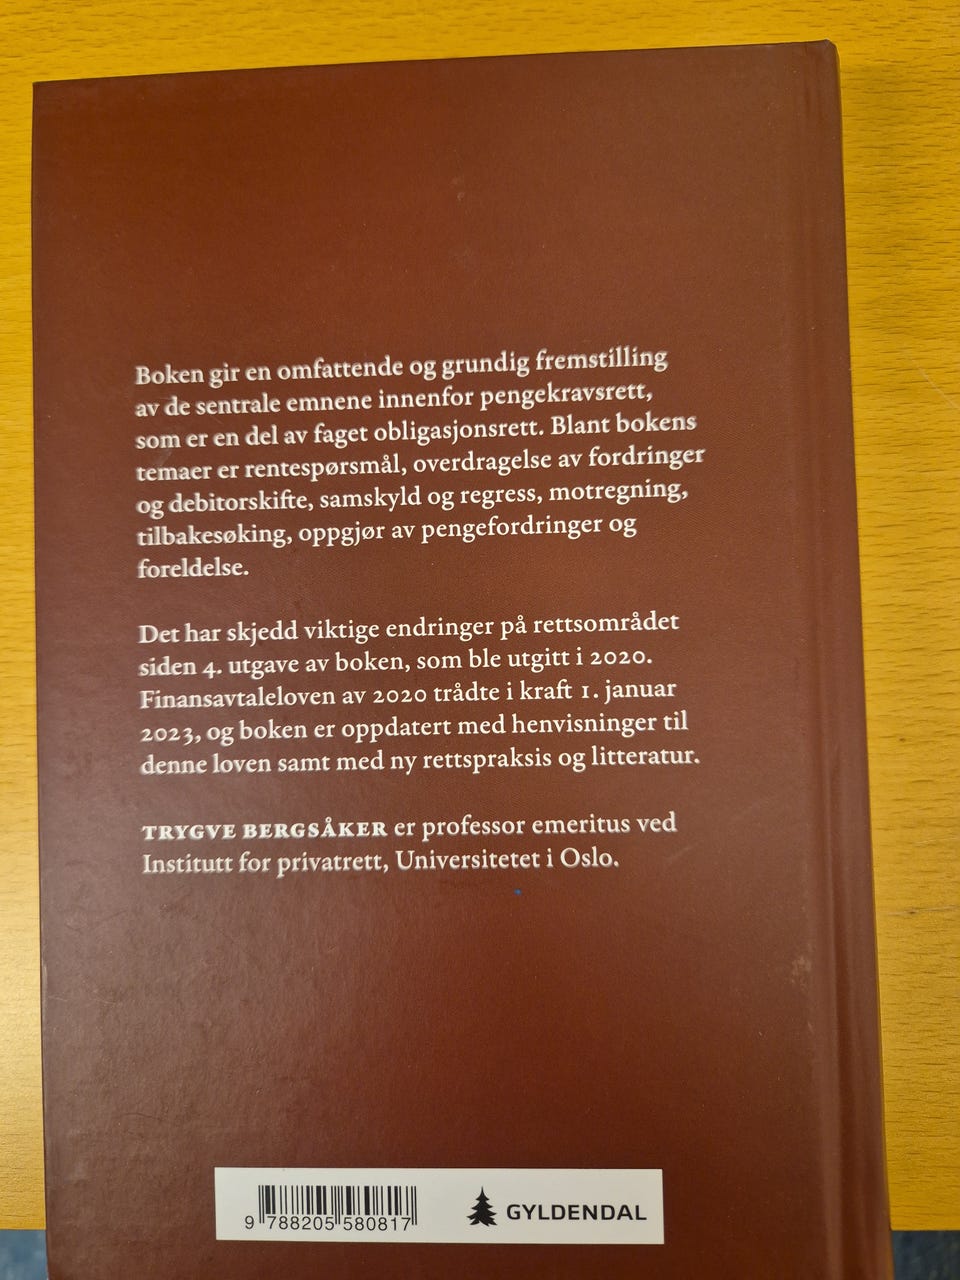 Boken gir en omfattende og grundig fremstilling
av de sentrale emnene innenfor pengekravsrett,
som er en del av faget obligasjonsrett. Blant bokens
temaer er rentespørsmål, overdragelse av fordringer
og debitorskifte, samskyld og regress, motregning,
tilbakesøking, oppgjør av pengefordringer og
foreldelse.
Det har skjedd viktige endringer på rettsområdet
siden 4. utgave av boken, som ble utgitt i 2020.
Finansavtaleloven av 2020 trådte i kraft 1. januar
2023, og boken er oppdatert med henvisninger til
denne loven samt med ny rettspraksis og litteratur.
TRYGVE BERGSÅKER er professor emeritus ved
Institutt for privatrett, Universitetet i Oslo.
9 788205 580817
GYLDENDAL